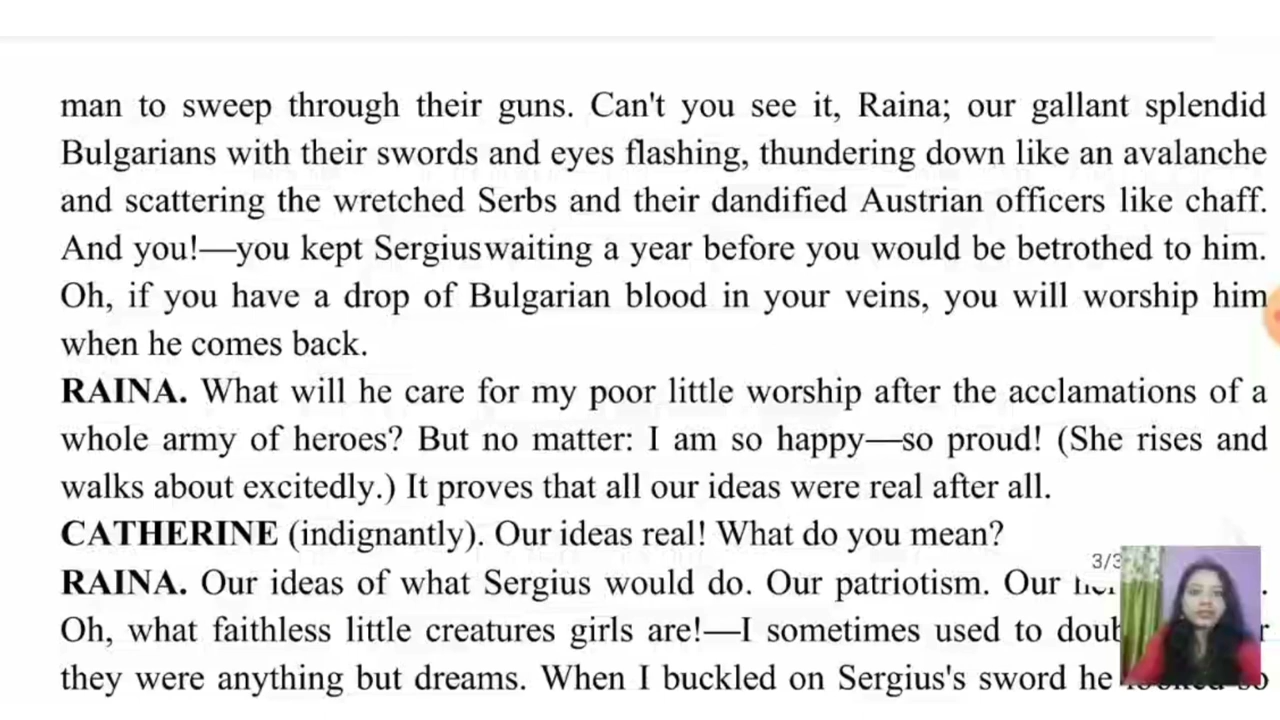 man to sweep through their guns. Can't you see it, Raina; our gallant splendid
Bulgarians with their swords and eyes flashing, thundering down like an avalanche
and scattering the wretched Serbs and their dandified Austrian officers like chaff.
And you!—you kept Sergiuswaiting a year before you would be betrothed to him.
Oh, if you have a drop of Bulgarian blood in your veins, you will worship him
when he comes back.
RAINA. What will he care for my poor little worship after the acclamations of a
whole army of heroes? But no matter: I am so happy—so proud! (She rises and
walks about excitedly.) It proves that all our ideas were real after all.
CATHERINE (indignantly). Our ideas real! What do you mean?
3/3
RAINA. Our ideas of what Sergius would do. Our patriotism. Our
Oh, what faithless little creatures girls are!—I sometimes used to
they were anything but dreams. When I buckled on Sergius's sword he